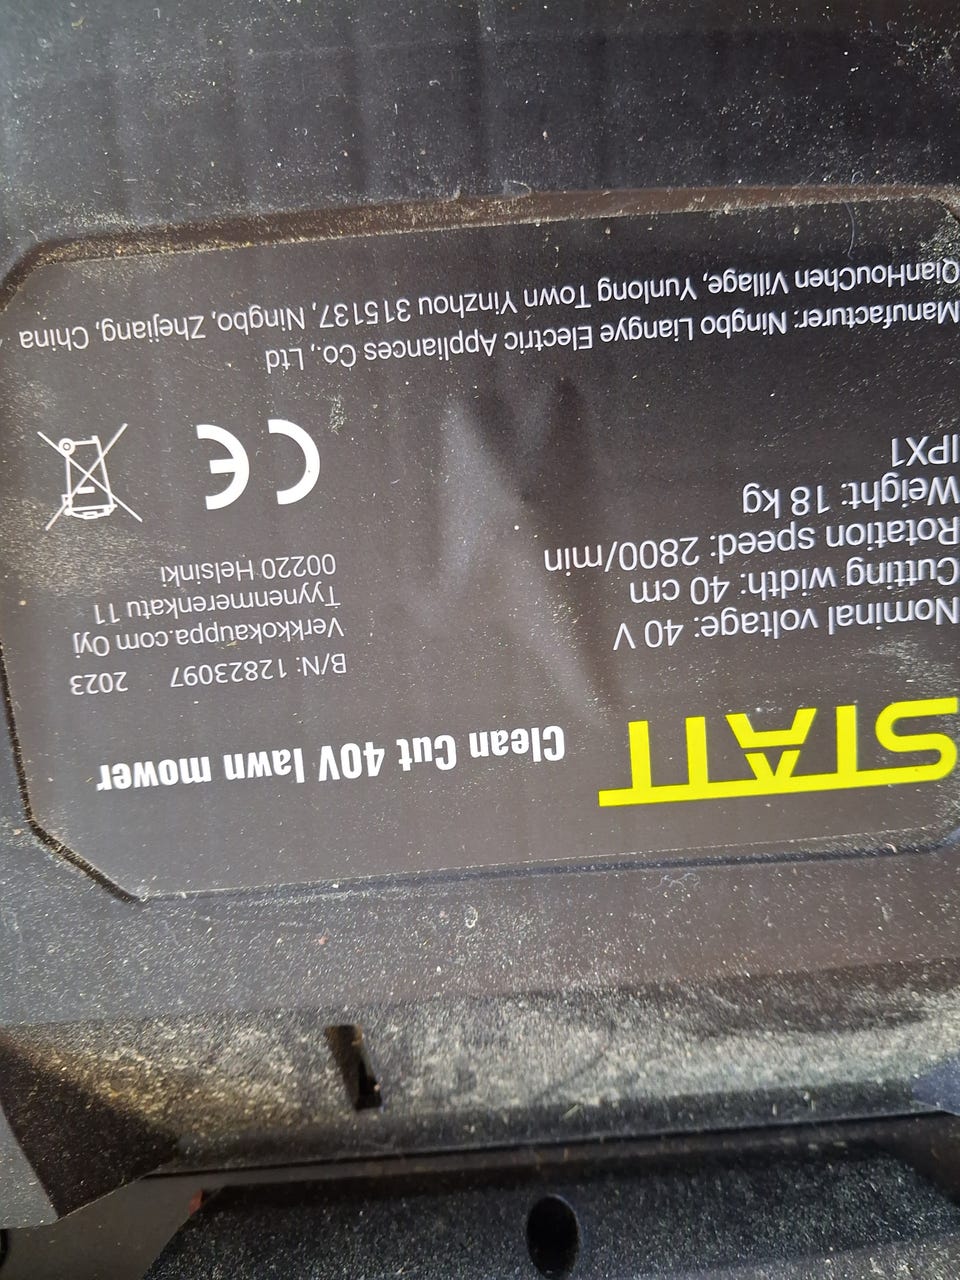 STATT Clean Cut 40V lawn mower
Nominal voltage: 40 V
Cutting width: 40 cm
Rotation speed: 2800/min
Weight: 18 kg
IPX1
B/N: 12823097 2023
Verkkokauppa.com Oyj
Tyynenmerenkatu 11
00220 Helsinki
CE
Manufacturer: Ningbo Liangye Electric Appliances Co., Ltd
QianHouChen Village, Yunlong Town Yinzhou 315137, Ningbo, Zhejiang, China